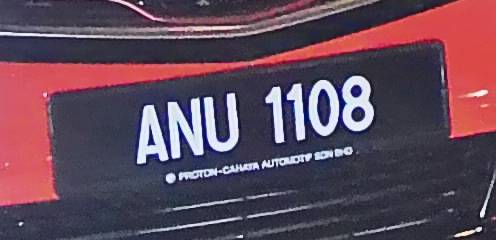 ANU 1108
PROTON-CAHAYA AUTOMOTIF SDN BHD